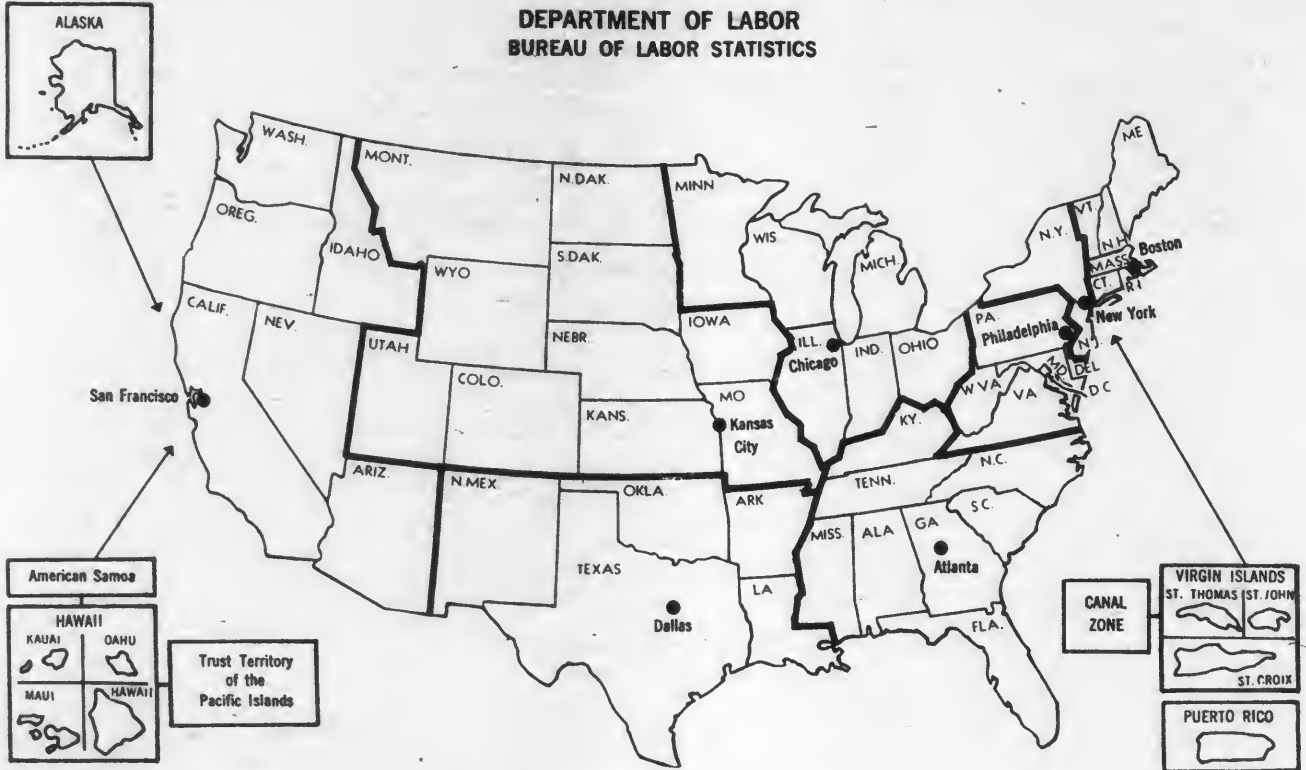 DEPARTMENT OF LABOR
BUREAU OF LABOR STATISTICS
ALASKA
WASH.
MONT.
N.DAK.
MINN
ME
OREG.
IDAHO
WYO
S.DAK.
WIS
MICH.
N.Y.
VT.
N.H
MASS
Boston
CT.
R.I
CALIF.
NEV.
UTAH
COLO.
NEBR.
IOWA
ILL.
Chicago
IND.
OHIO
PA.
Philadelphia
New York
N.J.
DEL
MD
D C
W VA
VA
San Francisco
KANS.
MO
Kansas
City
KY.
ARIZ.
N.MEX.
OKLA.
ARK
TENN.
N.C.
S C.
TEXAS
Dallas
LA
MISS.
ALA
GA
Atlanta
FLA.
American Samoa
HAWAII
KAUAI
OAHU
MAUI
HAWAII
Trust Territory
of the
Pacific Islands
CANAL
ZONE
VIRGIN ISLANDS
ST. THOMAS
ST. JOHN
ST. CROIX
PUERTO RICO